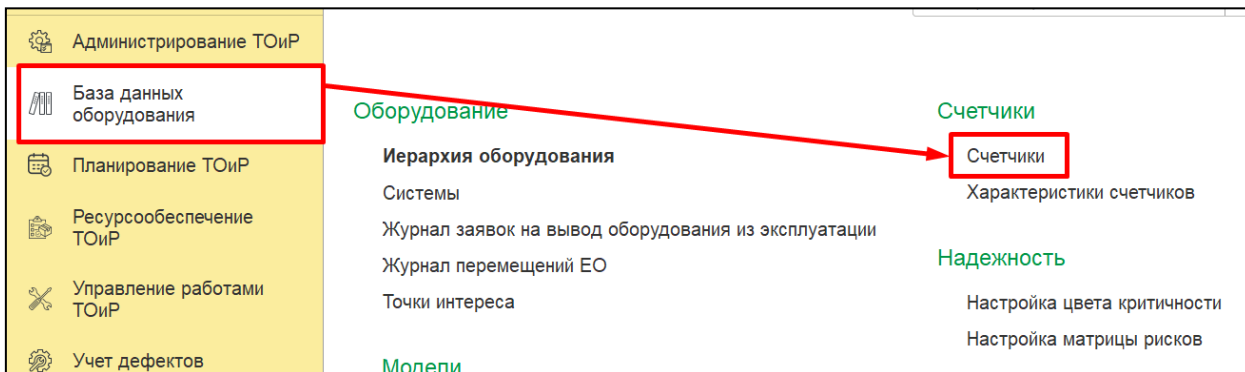 Администрирование ТОиР
База данных
оборудования
Планирование ТОиР
Ресурсообеспечение
ТОиР
Управление работами
ТОиР
Учет дефектов
Оборудование
Иерархия оборудования
Системы
Журнал заявок на вывод оборудования из эксплуатации
Журнал перемещений ЕО
Точки интереса
Модели
Счетчики
Счетчики
Характеристики счетчиков
Надежность
Настройка цвета критичности
Настройка матрицы рисков